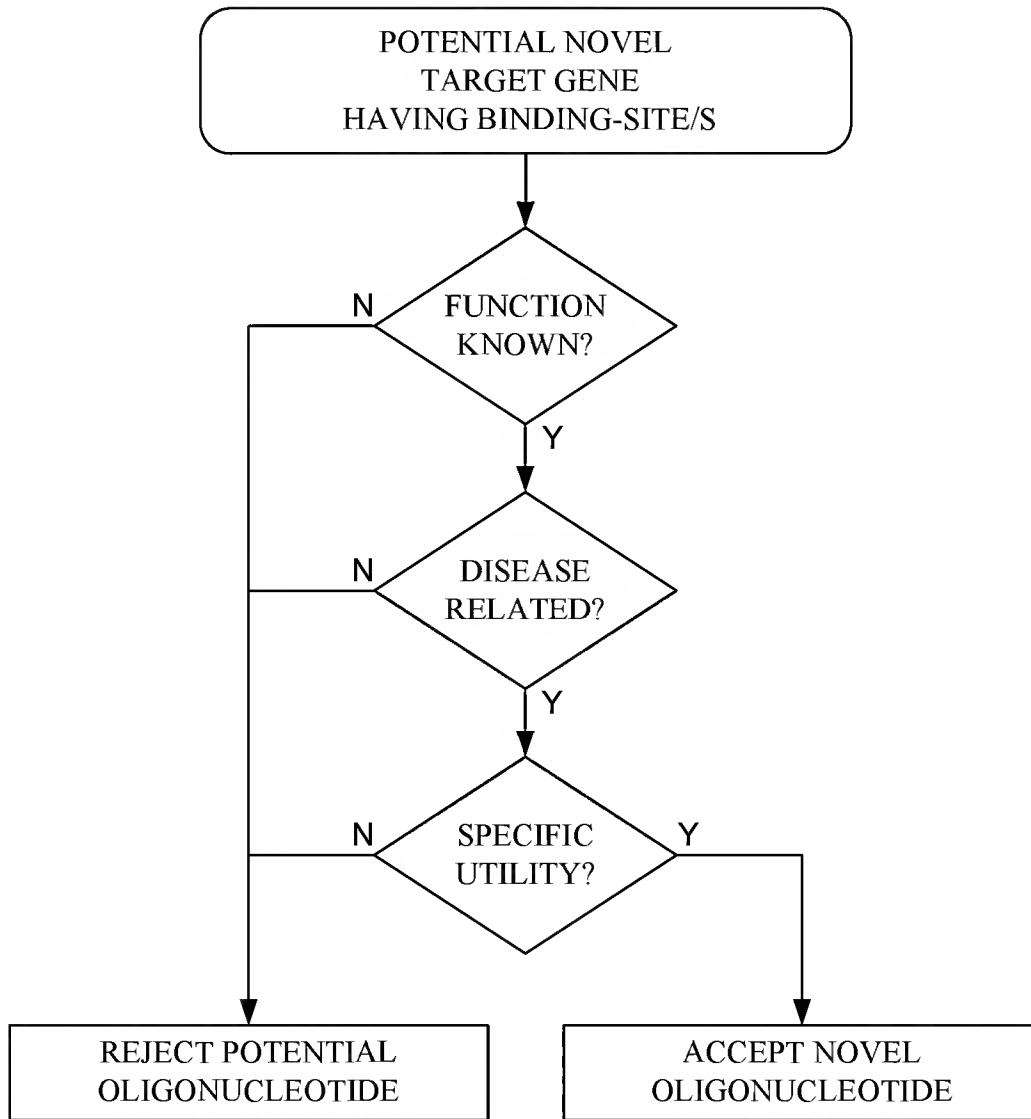 POTENTIAL NOVEL
TARGET GENE
HAVING BINDING-SITE/S
N
FUNCTION
KNOWN?
Y
N
DISEASE
RELATED?
Y
N
SPECIFIC
UTILITY?
Y
REJECT POTENTIAL
OLIGONUCLEOTIDE
ACCEPT NOVEL
OLIGONUCLEOTIDE